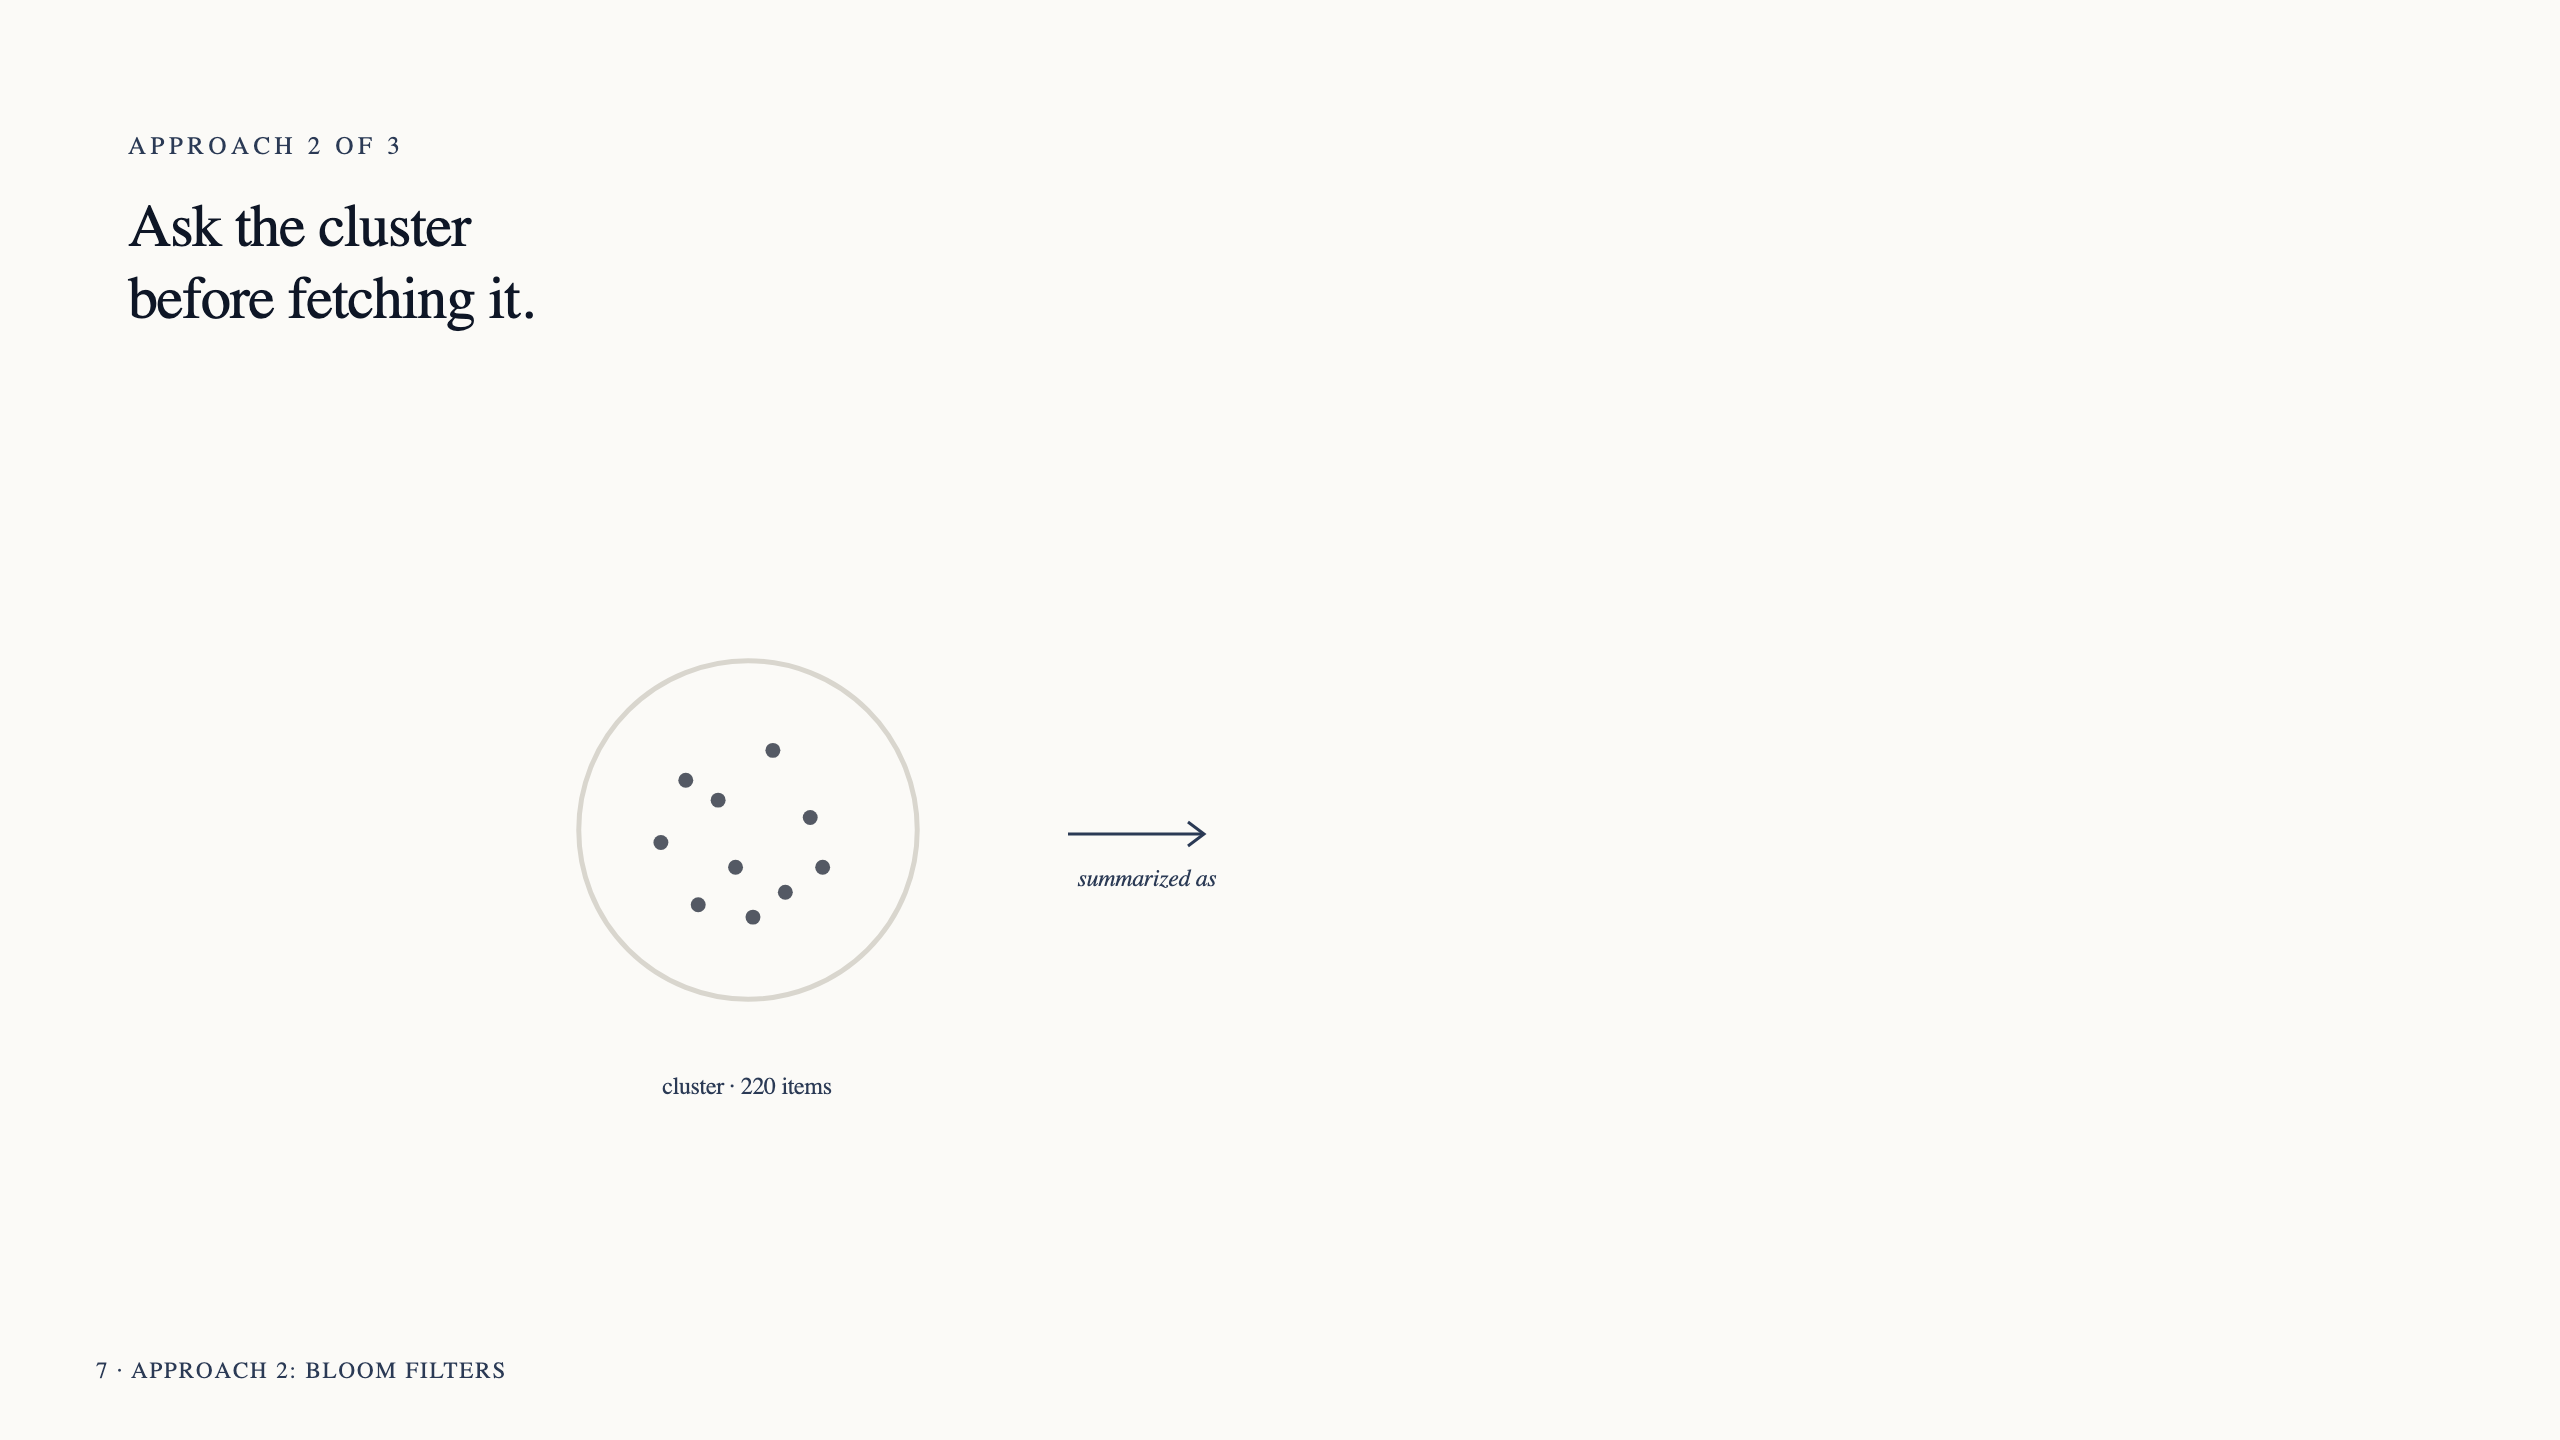 APPROACH 2 OF 3
Ask the cluster
before fetching it.
summarized as
cluster · 220 items
7 · APPROACH 2: BLOOM FILTERS